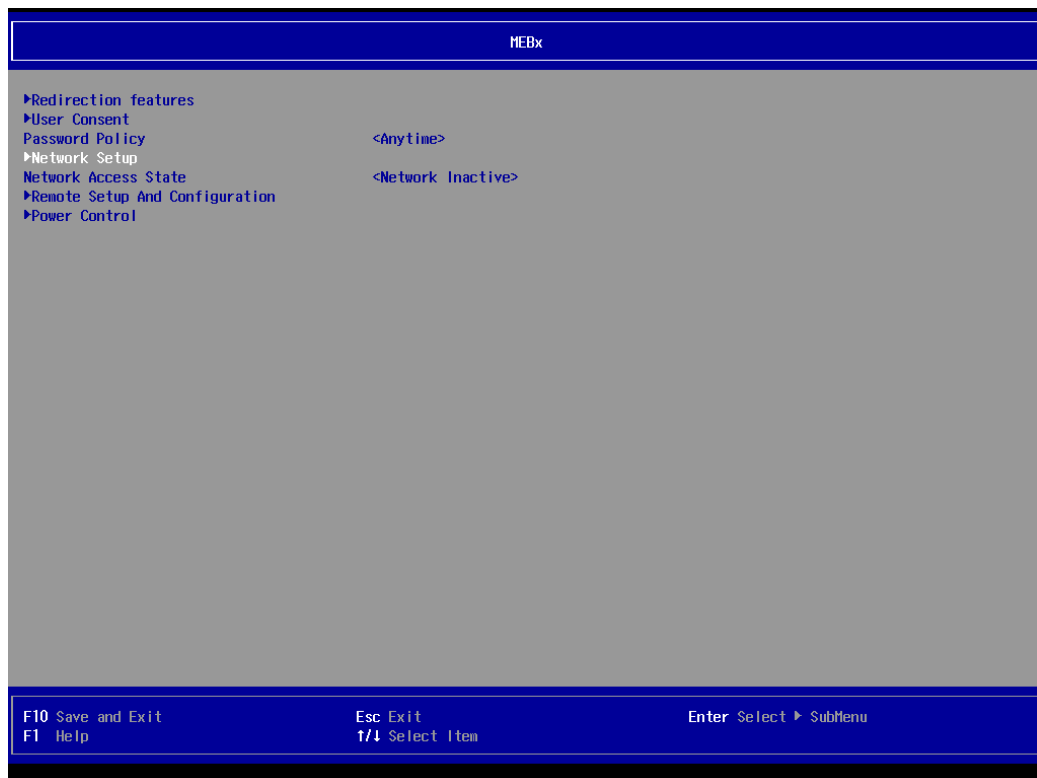 MEBx
▶Redirection features
▶User Consent
Password Policy <Anytime>
▶Network Setup
Network Access State <Network Inactive>
▶Remote Setup And Configuration
▶Power Control
F10 Save and Exit Esc Exit Enter Select ▶ SubMenu
F1 Help ↑/↓ Select Item